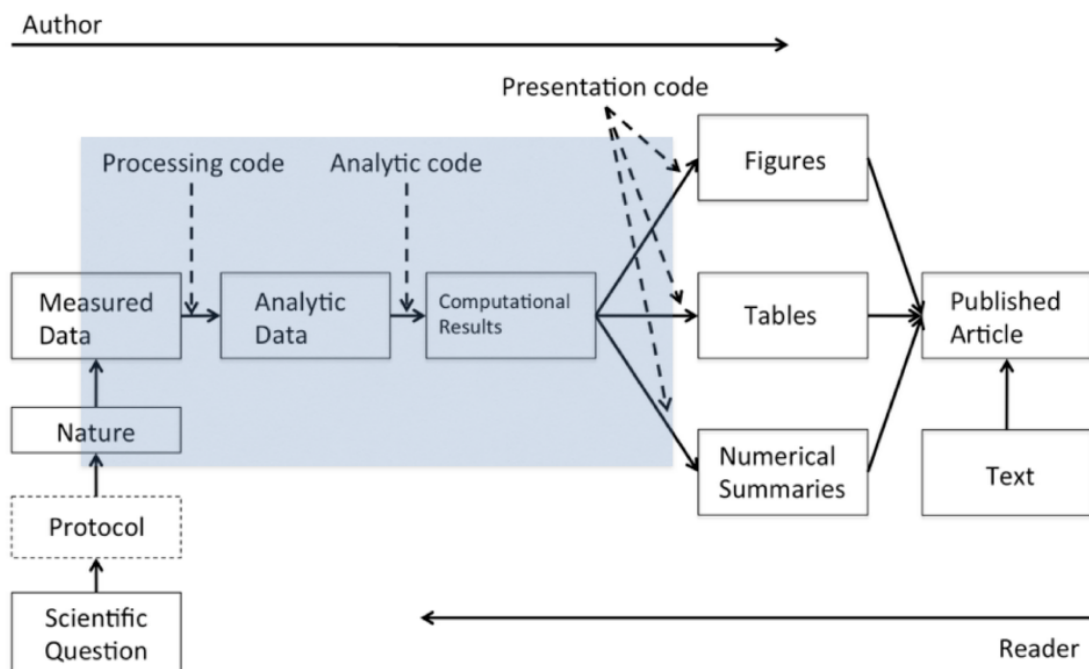 Author
Presentation code
Processing code
Analytic code
Figures
Measured
Data
Analytic
Data
Computational
Results
Tables
Published
Article
Nature
Numerical
Summaries
Text
Protocol
Scientific
Question
Reader